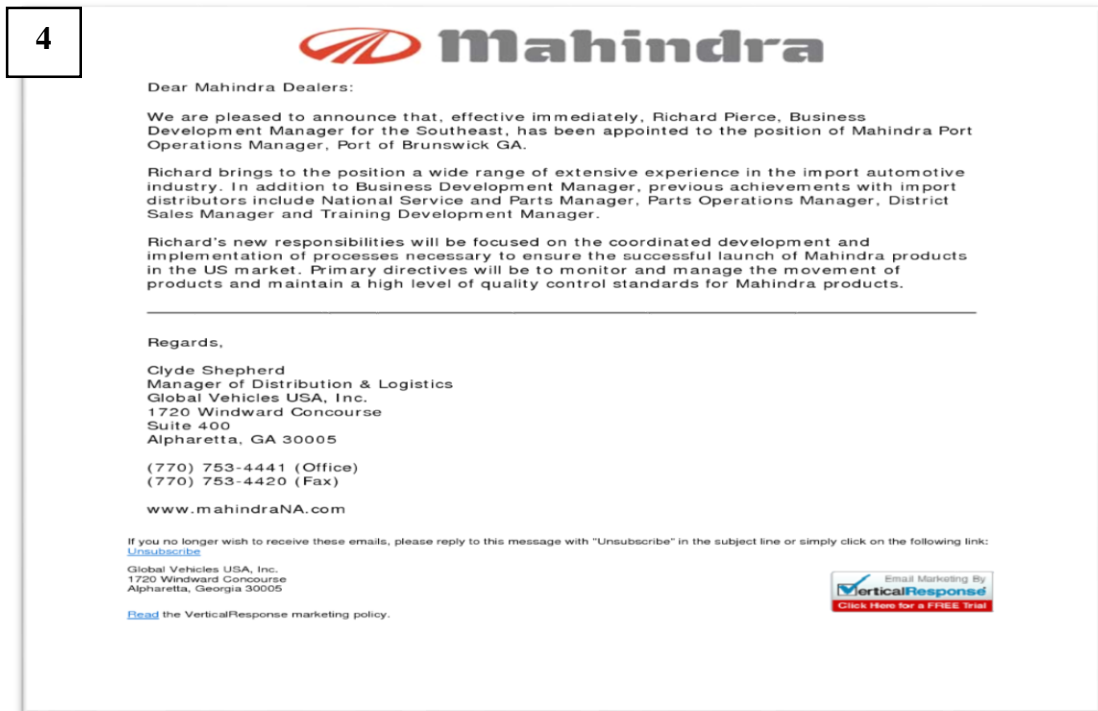 4
Mahindra
Dear Mahindra Dealers:
We are pleased to announce that, effective immediately, Richard Pierce, Business
Development Manager for the Southeast, has been appointed to the position of Mahindra Port
Operations Manager, Port of Brunswick GA.
Richard brings to the position a wide range of extensive experience in the import automotive
industry. In addition to Business Development Manager, previous achievements with import
distributors include National Service and Parts Manager, Parts Operations Manager, District
Sales Manager and Training Development Manager.
Richard's new responsibilities will be focused on the coordinated development and
implementation of processes necessary to ensure the successful launch of Mahindra products
in the US market. Primary directives will be to monitor and manage the movement of
products and maintain a high level of quality control standards for Mahindra products.
Regards,
Clyde Shepherd
Manager of Distribution & Logistics
Global Vehicles USA, Inc.
1720 Windward Concourse
Suite 400
Alpharetta, GA 30005
(770) 753-4441 (Office)
(770) 753-4420 (Fax)
www.mahindraNA.com
If you no longer wish to receive these emails, please reply to this message with "Unsubscribe" in the subject line or simply click on the following link:
Unsubscribe
Global Vehicles USA, Inc.
1720 Windward Concourse
Alpharetta, Georgia 30005
Read the VerticalResponse marketing policy.
Email Marketing By
VerticalResponse
Click Here for a FREE Trial